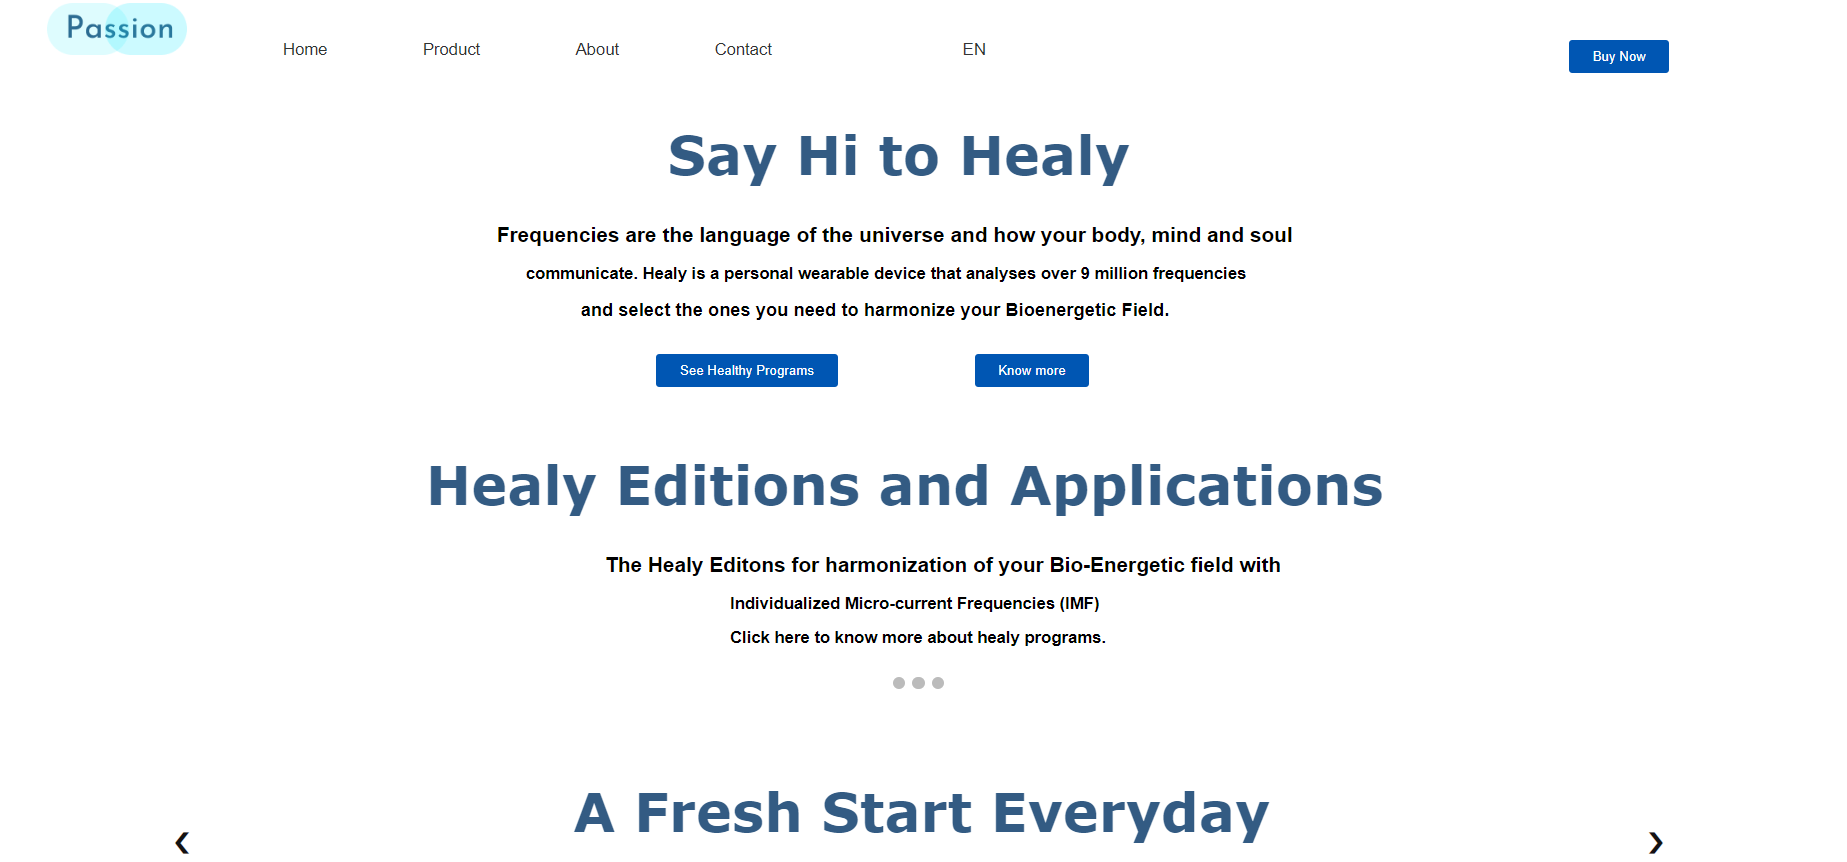 Passion
Home Product About Contact EN Buy Now
Say Hi to Healy
Frequencies are the language of the universe and how your body, mind and soul
communicate. Healy is a personal wearable device that analyses over 9 million frequencies
and select the ones you need to harmonize your Bioenergetic Field.
See Healthy Programs Know more
Healy Editions and Applications
The Healy Editons for harmonization of your Bio-Energetic field with
Individualized Micro-current Frequencies (IMF)
Click here to know more about healy programs.
A Fresh Start Everyday